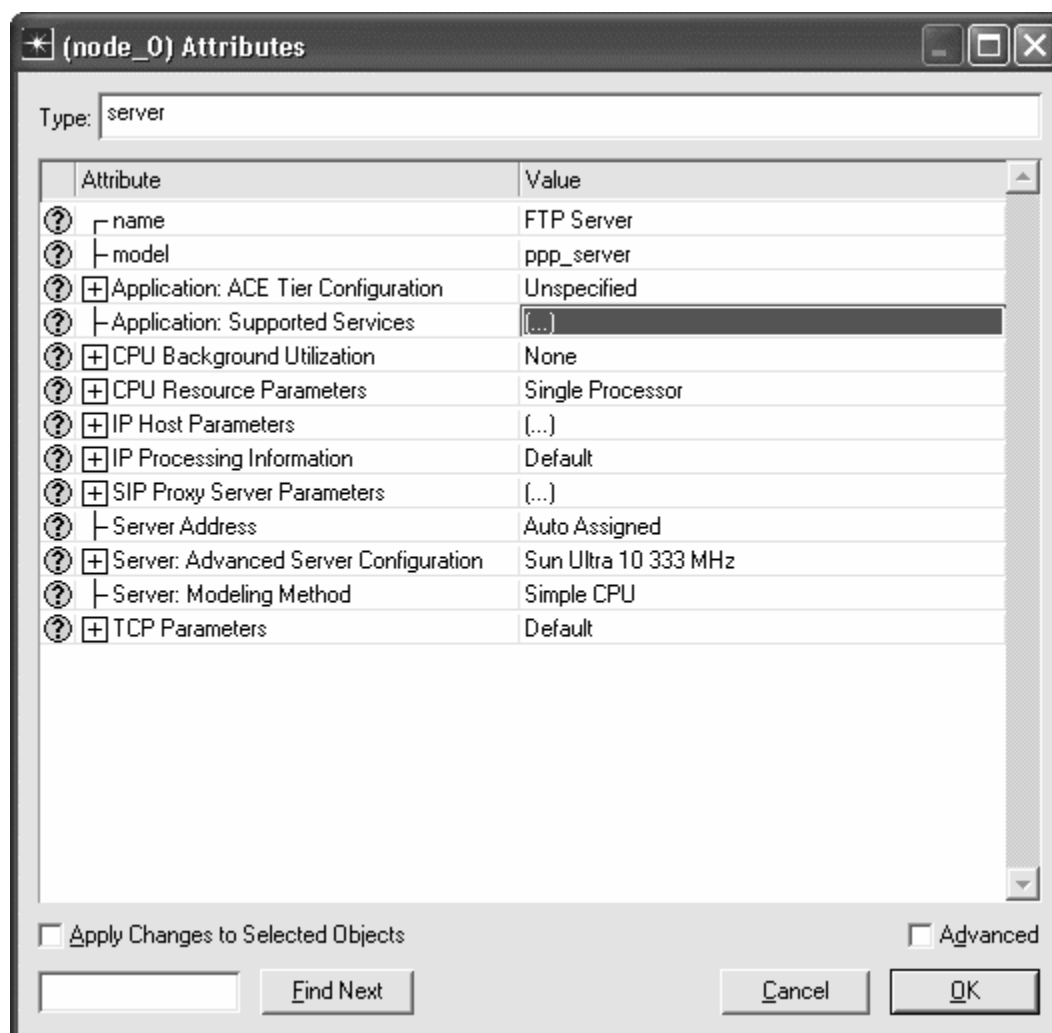 (node_0) Attributes
Type: server
Attribute Value
name FTP Server
model ppp_server
Application: ACE Tier Configuration Unspecified
Application: Supported Services (...)
CPU Background Utilization None
CPU Resource Parameters Single Processor
IP Host Parameters (...)
IP Processing Information Default
SIP Proxy Server Parameters (...)
Server Address Auto Assigned
Server: Advanced Server Configuration Sun Ultra 10 333 MHz
Server: Modeling Method Simple CPU
TCP Parameters Default
Apply Changes to Selected Objects Advanced
Find Next Cancel OK